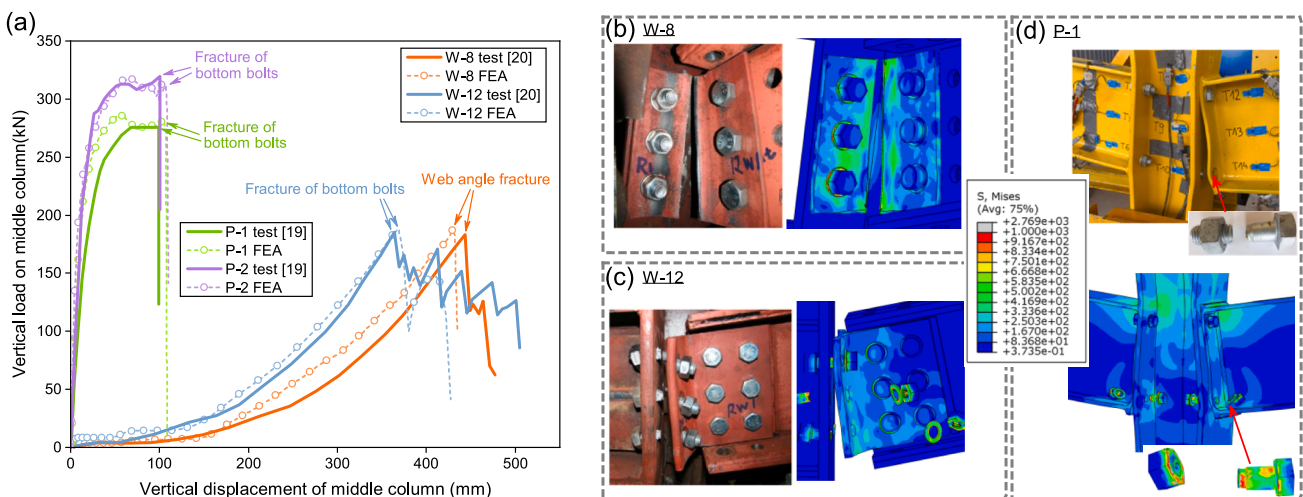 (a)
350
300
250
200
150
100
50
0
Vertical load on middle column(kN)
0
100
200
300
400
500
Vertical displacement of middle column (mm)
Fracture of
bottom bolts
Fracture of
bottom bolts
W-8 test [20]
W-8 FEA
W-12 test [20]
W-12 FEA
Fracture of bottom bolts
Web angle fracture
P-1 test [19]
P-1 FEA
P-2 test [19]
P-2 FEA
(b) W-8
(c) W-12
RW
S, Mises
(Avg: 75%)
+2.769e+03
+1.000e+03
+9.167e+02
+8.334e+02
+7.501e+02
+6.668e+02
+5.835e+02
+5.002e+02
+4.169e+02
+3.336e+02
+2.503e+02
+1.670e+02
+8.368e+01
+3.735e-01
(d) P-1
T12
T9
T13
T6
T14